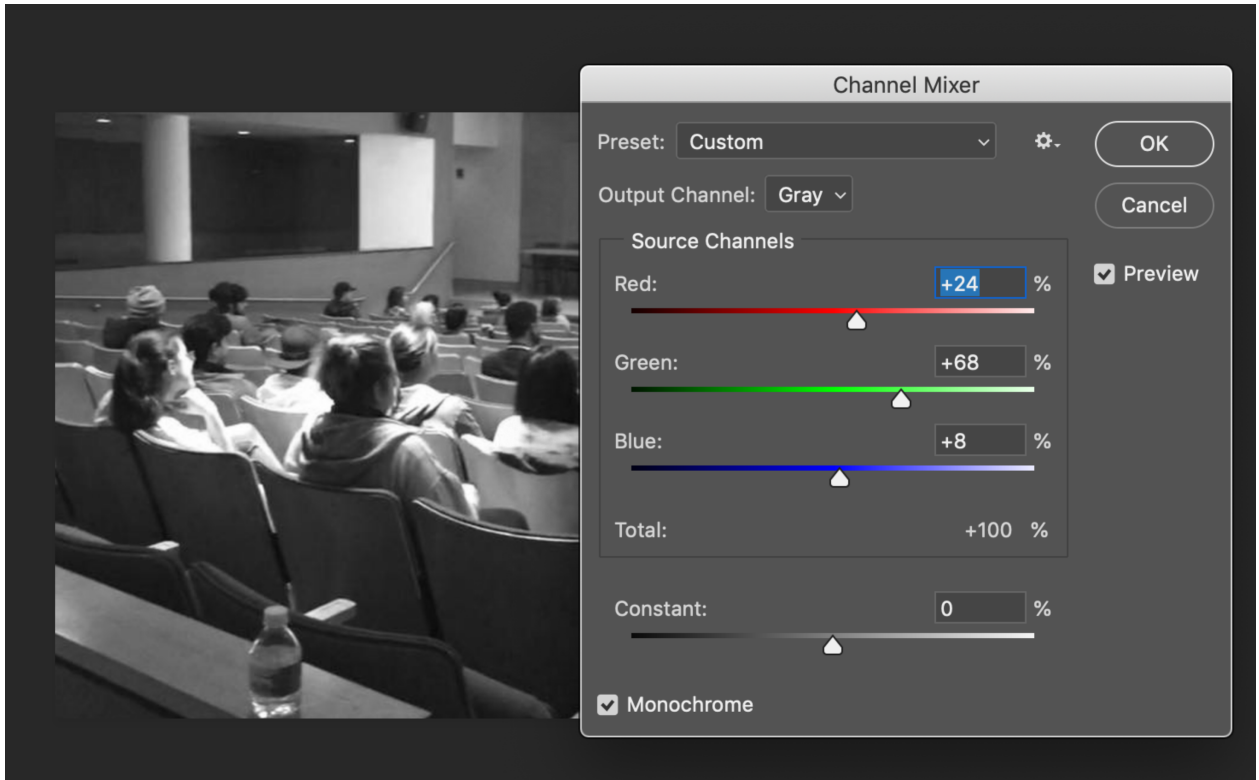 Channel Mixer
Preset: Custom
OK
Output Channel: Gray
Cancel
Source Channels
Preview
Red: +24 %
Green: +68 %
Blue: +8 %
Total: +100 %
Constant: 0 %
Monochrome